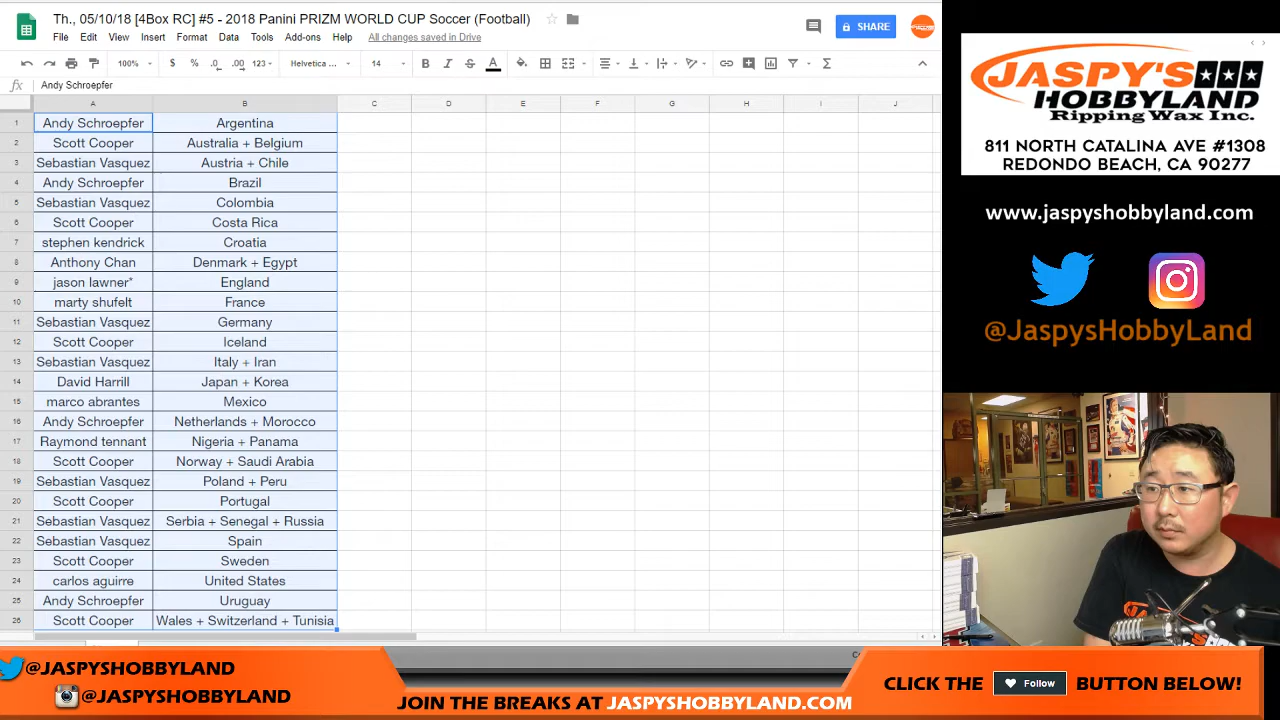 Th., 05/10/18 [4Box RC] #5 - 2018 Panini PRIZM WORLD CUP Soccer (Football)
File Edit View Insert Format Data Tools Add-ons Help All changes saved in Drive
SHARE
100% $ % .0 .00 123 Helvetica ... 14 B I S A
fx Andy Schroepfer
A B C D E F G H I J
1 Andy Schroepfer Argentina
2 Scott Cooper Australia + Belgium
3 Sebastian Vasquez Austria + Chile
4 Andy Schroepfer Brazil
5 Sebastian Vasquez Colombia
6 Scott Cooper Costa Rica
7 stephen kendrick Croatia
8 Anthony Chan Denmark + Egypt
9 jason lawner* England
10 marty shufelt France
11 Sebastian Vasquez Germany
12 Scott Cooper Iceland
13 Sebastian Vasquez Italy + Iran
14 David Harrill Japan + Korea
15 marco abrantes Mexico
16 Andy Schroepfer Netherlands + Morocco
17 Raymond tennant Nigeria + Panama
18 Scott Cooper Norway + Saudi Arabia
19 Sebastian Vasquez Poland + Peru
20 Scott Cooper Portugal
21 Sebastian Vasquez Serbia + Senegal + Russia
22 Sebastian Vasquez Spain
23 Scott Cooper Sweden
24 carlos aguirre United States
25 Andy Schroepfer Uruguay
26 Scott Cooper Wales + Switzerland + Tunisia
JASPY'S
HOBBYLAND
Ripping Wax Inc.
811 NORTH CATALINA AVE #1308
REDONDO BEACH, CA 90277
www.jaspyshobbyland.com
@JaspysHobbyLand
@JASPYSHOBBYLAND
@JASPYSHOBBYLAND
JOIN THE BREAKS AT JASPYSHOBBYLAND.COM
CLICK THE Follow BUTTON BELOW!